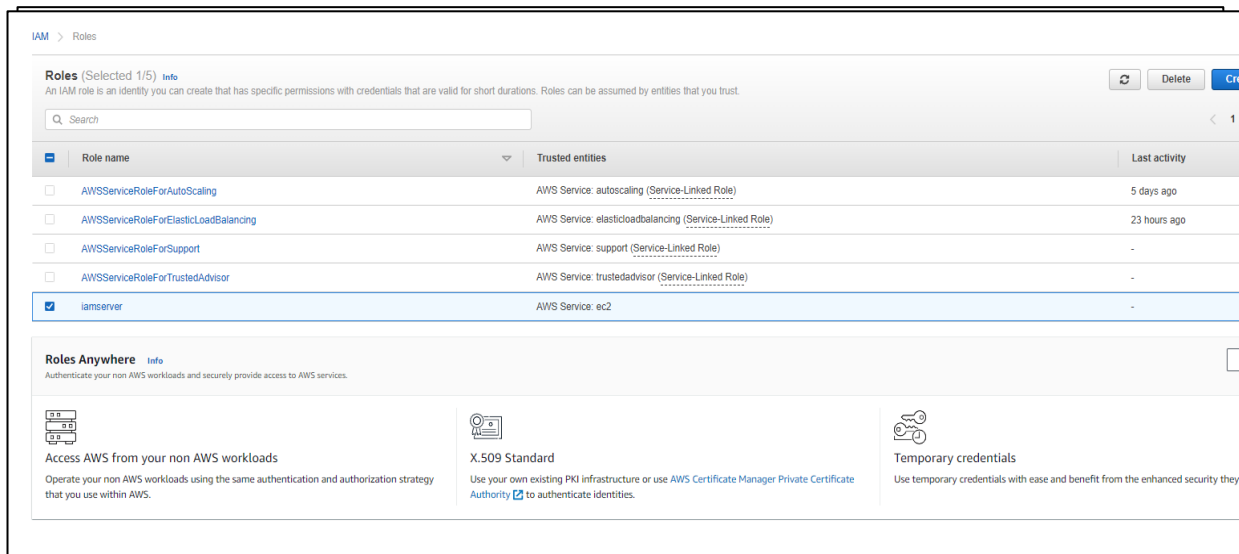 IAM > Roles
Roles (Selected 1/5) Info
An IAM role is an identity you can create that has specific permissions with credentials that are valid for short durations. Roles can be assumed by entities that you trust.
Delete
Cre
Search
1
Role name Trusted entities Last activity
AWSServiceRoleForAutoScaling AWS Service: autoscaling (Service-Linked Role) 5 days ago
AWSServiceRoleForElasticLoadBalancing AWS Service: elasticloadbalancing (Service-Linked Role) 23 hours ago
AWSServiceRoleForSupport AWS Service: support (Service-Linked Role) -
AWSServiceRoleForTrustedAdvisor AWS Service: trustedadvisor (Service-Linked Role) -
iamserver AWS Service: ec2 -
Roles Anywhere Info
Authenticate your non AWS workloads and securely provide access to AWS services.
Access AWS from your non AWS workloads
Operate your non AWS workloads using the same authentication and authorization strategy
that you use within AWS.
X.509 Standard
Use your own existing PKI infrastructure or use AWS Certificate Manager Private Certificate
Authority to authenticate identities.
Temporary credentials
Use temporary credentials with ease and benefit from the enhanced security they